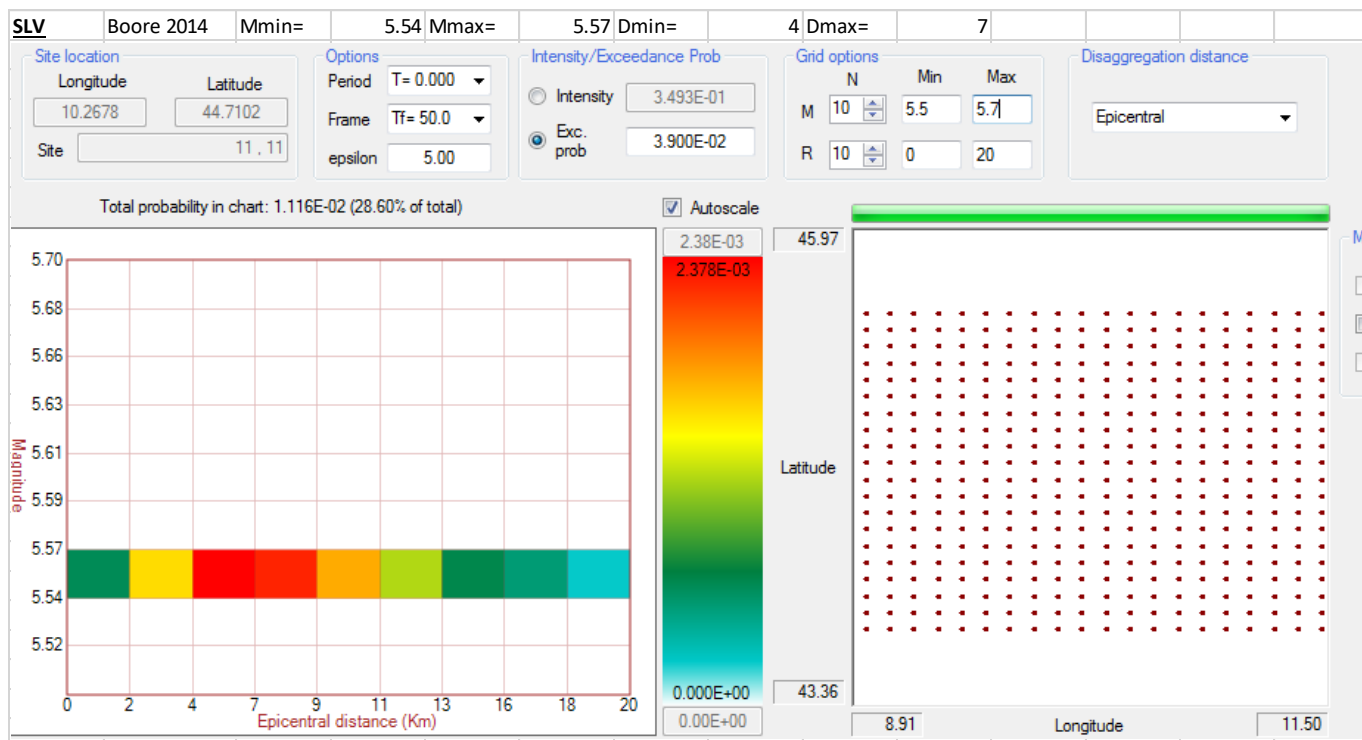 SLV Boore 2014 Mmin= 5.54 Mmax= 5.57 Dmin= 4 Dmax= 7
Site location Options Intensity/Exceedance Prob Grid options Disaggregation distance
Longitude Latitude Period T= 0.000 Intensity 3.493E-01 N Min Max
10.2678 44.7102 Frame Tf= 50.0 M 10 5.5 5.7 Epicentral
Site 11 , 11 epsilon 5.00 Exc. prob 3.900E-02 R 10 0 20
Total probability in chart: 1.116E-02 (28.60% of total) Autoscale
2.38E-03 45.97 M
2.378E-03
5.70
5.68
5.66
5.63
5.61
5.59
5.57
5.54
5.52
Magnitude
0 2 4 7 9 11 13 16 18 20
Epicentral distance (Km)
Latitude
0.000E+00 43.36
0.00E+00 8.91 Longitude 11.50